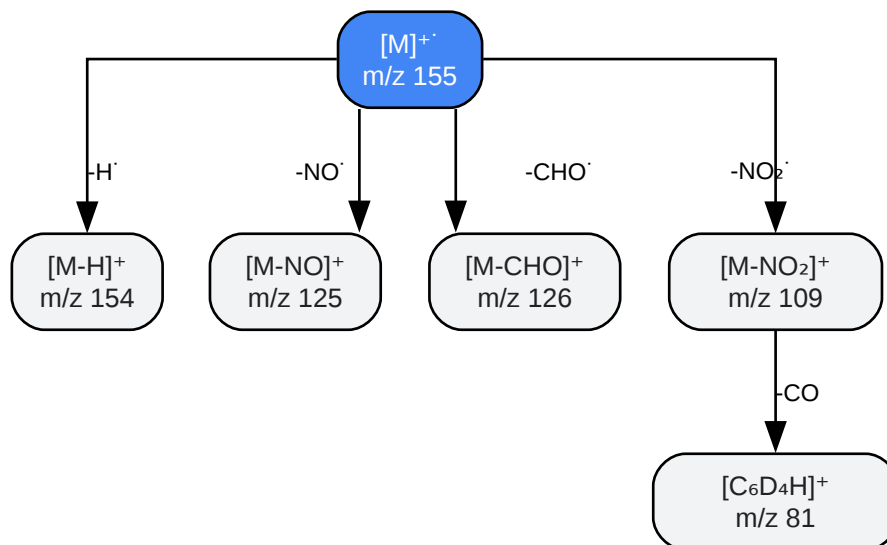 [M]⁺˙
m/z 155
-H˙
-NO˙
-CHO˙
-NO₂˙
[M-H]⁺
m/z 154
[M-NO]⁺
m/z 125
[M-CHO]⁺
m/z 126
[M-NO₂]⁺
m/z 109
-CO
[C₆D₄H]⁺
m/z 81